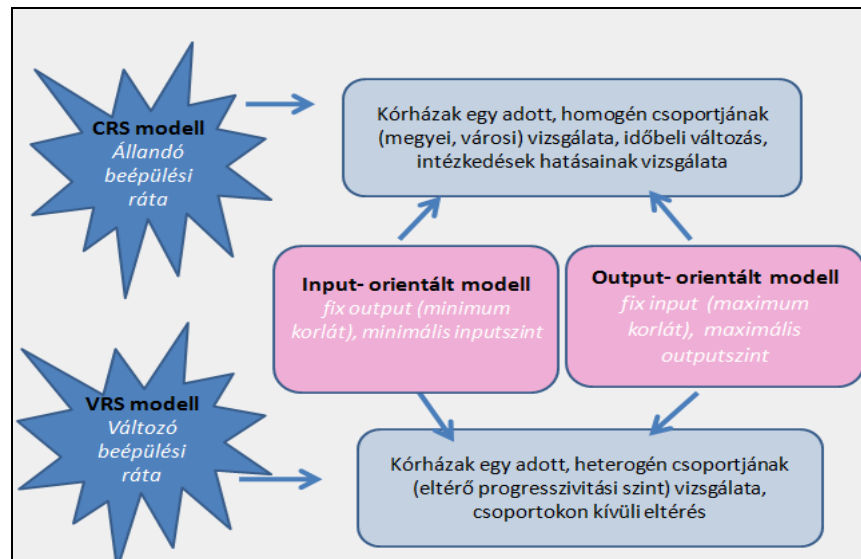 CRS modell
Állandó
beépülési
ráta
Kórházak egy adott, homogén csoportjának
(megyei, városi) vizsgálata, időbeli változás,
intézkedések hatásainak vizsgálata
Input- orientált modell
fix output (minimum
korlát), minimális inputszint
Output- orientált modell
fix input (maximum
korlát), maximális
outputszint
VRS modell
Változó
beépülési
ráta
Kórházak egy adott, heterogén csoportjának
(eltérő progresszivitási szint) vizsgálata,
csoportokon kívüli eltérés